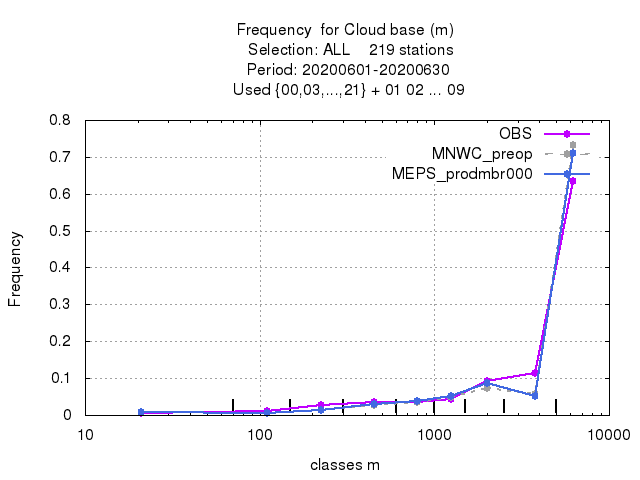 Frequency  for Cloud base (m)
Selection: ALL    219 stations
Period: 20200601-20200630
Used {00,03,...,21} + 01 02 ... 09
OBS
MNWC_preop
MEPS_prodmbr000
0.8
0.7
0.6
0.5
0.4
0.3
0.2
0.1
0
Frequency
10
100
1000
10000
classes m